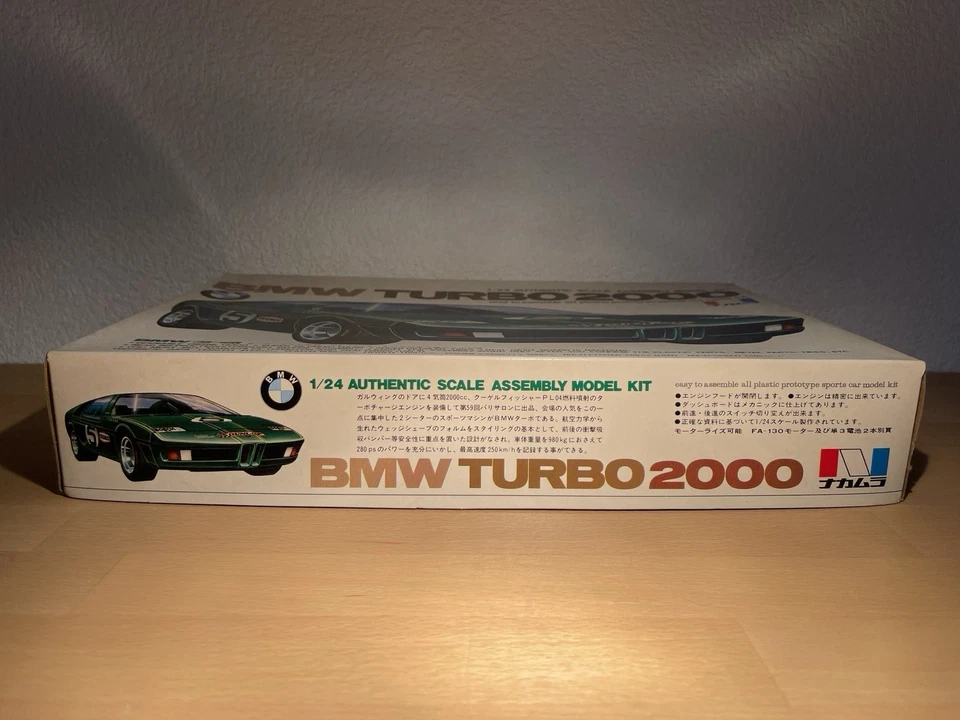 BMW TURBO 2000
BMW
1/24 AUTHENTIC SCALE ASSEMBLY MODEL KIT
ガルウィングのドアに4気筒2000cc、クーゲルフィッシャーPL04燃料噴射のタ
ーボチャージエンジンを装備して第59回パリサロンに出品、会場の人気をこの一
点に集中した2シーターのスポーツマシンがBMWターボである。航空力学から
生れたウェッジシェープのフォルムをスタイリングの基本として、前後の衝撃吸
収バンパー等安全性に重点を置いた設計がなされ、車体重量を980kgにおさえて
280psのパワーを充分にいかし、最高速度250km/hを記録する事ができる。
BMW TURBO 2000
easy to assemble all plastic prototype sports car model kit
●エンジンフードが開閉します。 ●エンジンは精密に出来ています。
●ダッシュボードはメカニックに仕上げてあります。
●前進・後進のスイッチ切り変えが出来ます。
●正確な資料に基づいて1/24スケール製作されています。
モーターライズ可能 FA-130モーター及び単3電池2本別買
ナカムラ
5